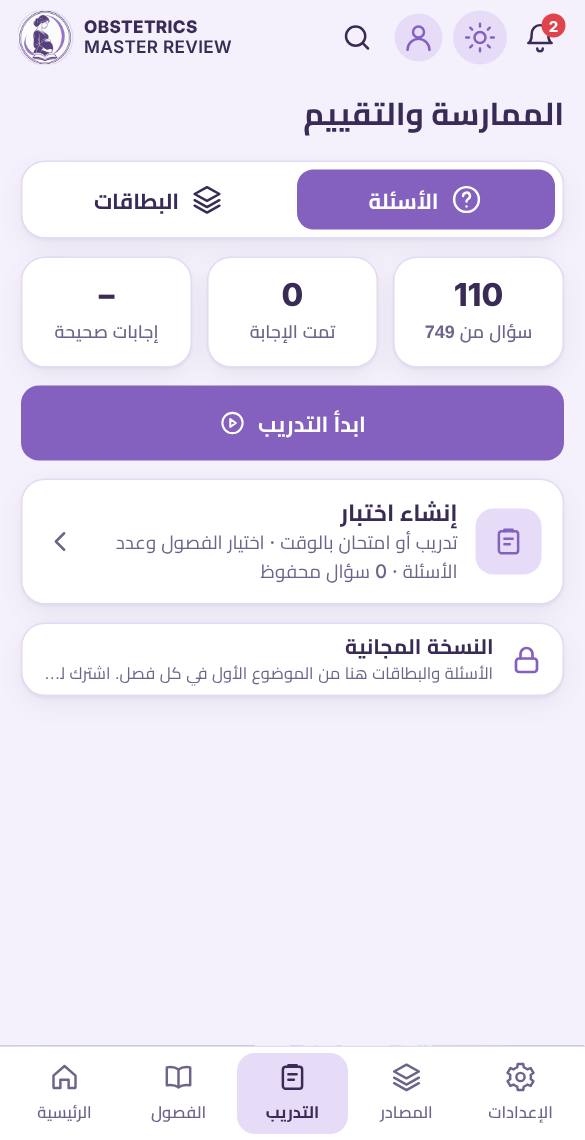 OBSTETRICS
MASTER REVIEW
2
الممارسة والتقييم
الأسئلة
البطاقات
110
سؤال من 749
0
تمت الإجابة
–
إجابات صحيحة
ابدأ التدريب
إنشاء اختبار
تدريب أو امتحان بالوقت · اختيار الفصول وعدد
الأسئلة · 0 سؤال محفوظ
النسخة المجانية
الأسئلة والبطاقات هنا من الموضوع الأول في كل فصل. اشترك لـ...
الإعدادات
المصادر
التدريب
الفصول
الرئيسية